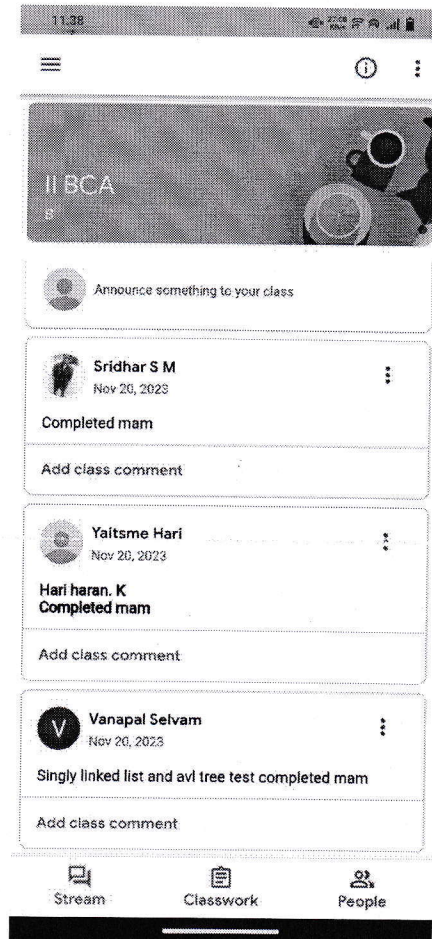 11.38
II BCA
B
Announce something to your class
Sridhar S M
Nov 20, 2023
Completed mam
Add class comment
Yaitsme Hari
Nov 20, 2023
Hari haran. K
Completed mam
Add class comment
V
Vanapal Selvam
Nov 20, 2023
Singly linked list and avl tree test completed mam
Add class comment
Stream
Classwork
People